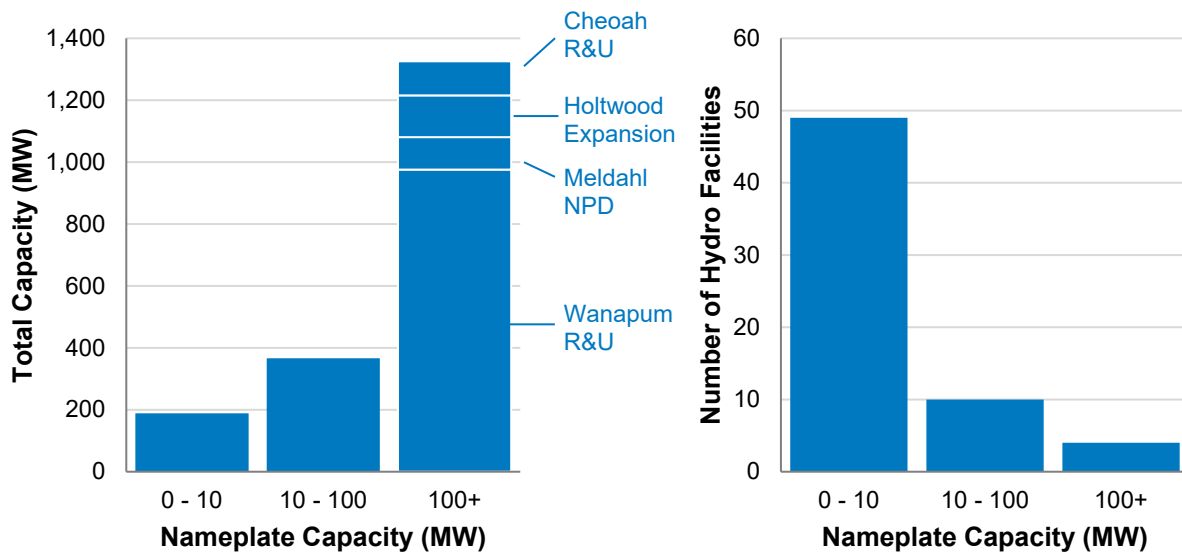 Total Capacity (MW)
1,400
1,200
1,000
800
600
400
200
0
0 - 10
10 - 100
100+
Nameplate Capacity (MW)
Cheoah
R&U
Holtwood
Expansion
Meldahl
NPD
Wanapum
R&U
Number of Hydro Facilities
60
50
40
30
20
10
0
0 - 10
10 - 100
100+
Nameplate Capacity (MW)